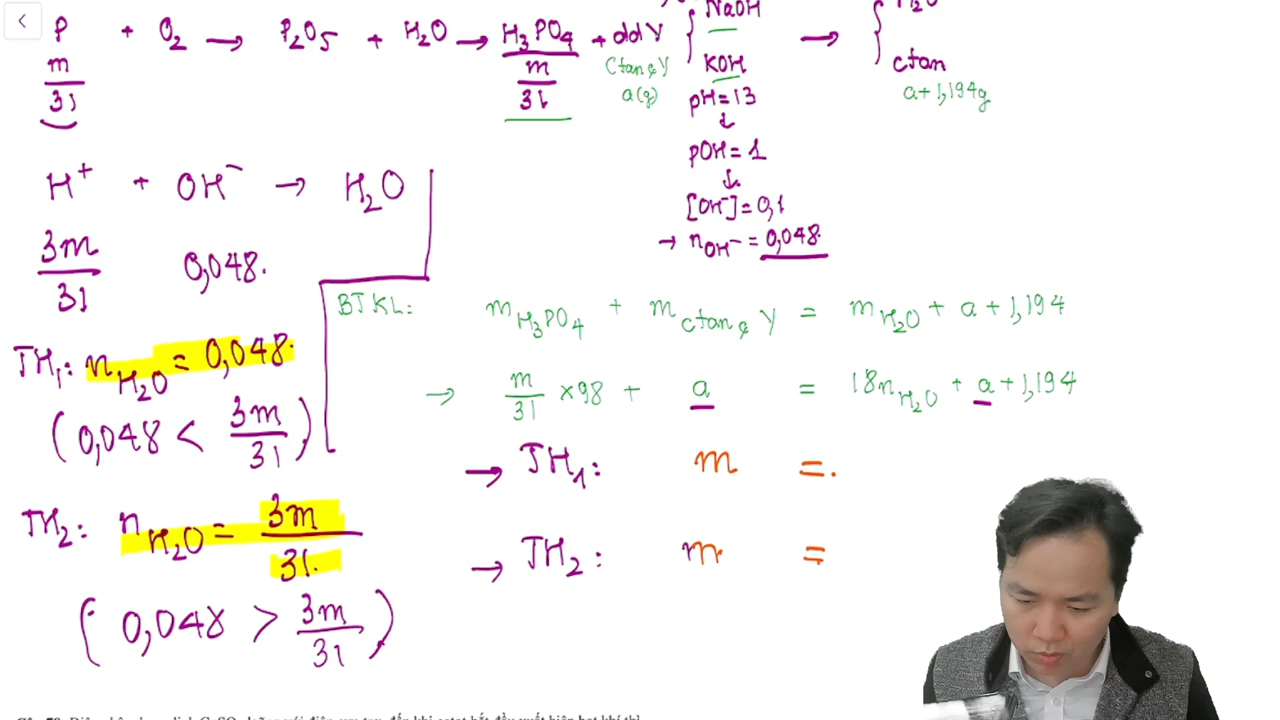 P + O₂ → P₂O₅ + H₂O → H₃PO₄ + dd Y { NaOH → { H₂O
m/31 m/31 Ctan ở Y KOH ctan
a(g) pH=13 a+1,194g
↓
pOH=1
↓
[OH⁻]=0,1
→ nOH⁻ = 0,048
H⁺ + OH⁻ → H₂O
3m/31 0,048.
BTKL: mH₃PO₄ + mctan ở Y = mH₂O + a + 1,194
→ m/31 ×98 + a = 18nH₂O + a + 1,194
TH₁: nH₂O = 0,048.
(0,048 < 3m/31)
→ TH₁: m =.
TH₂: nH₂O = 3m/31.
→ TH₂: m =
(0,048 > 3m/31)